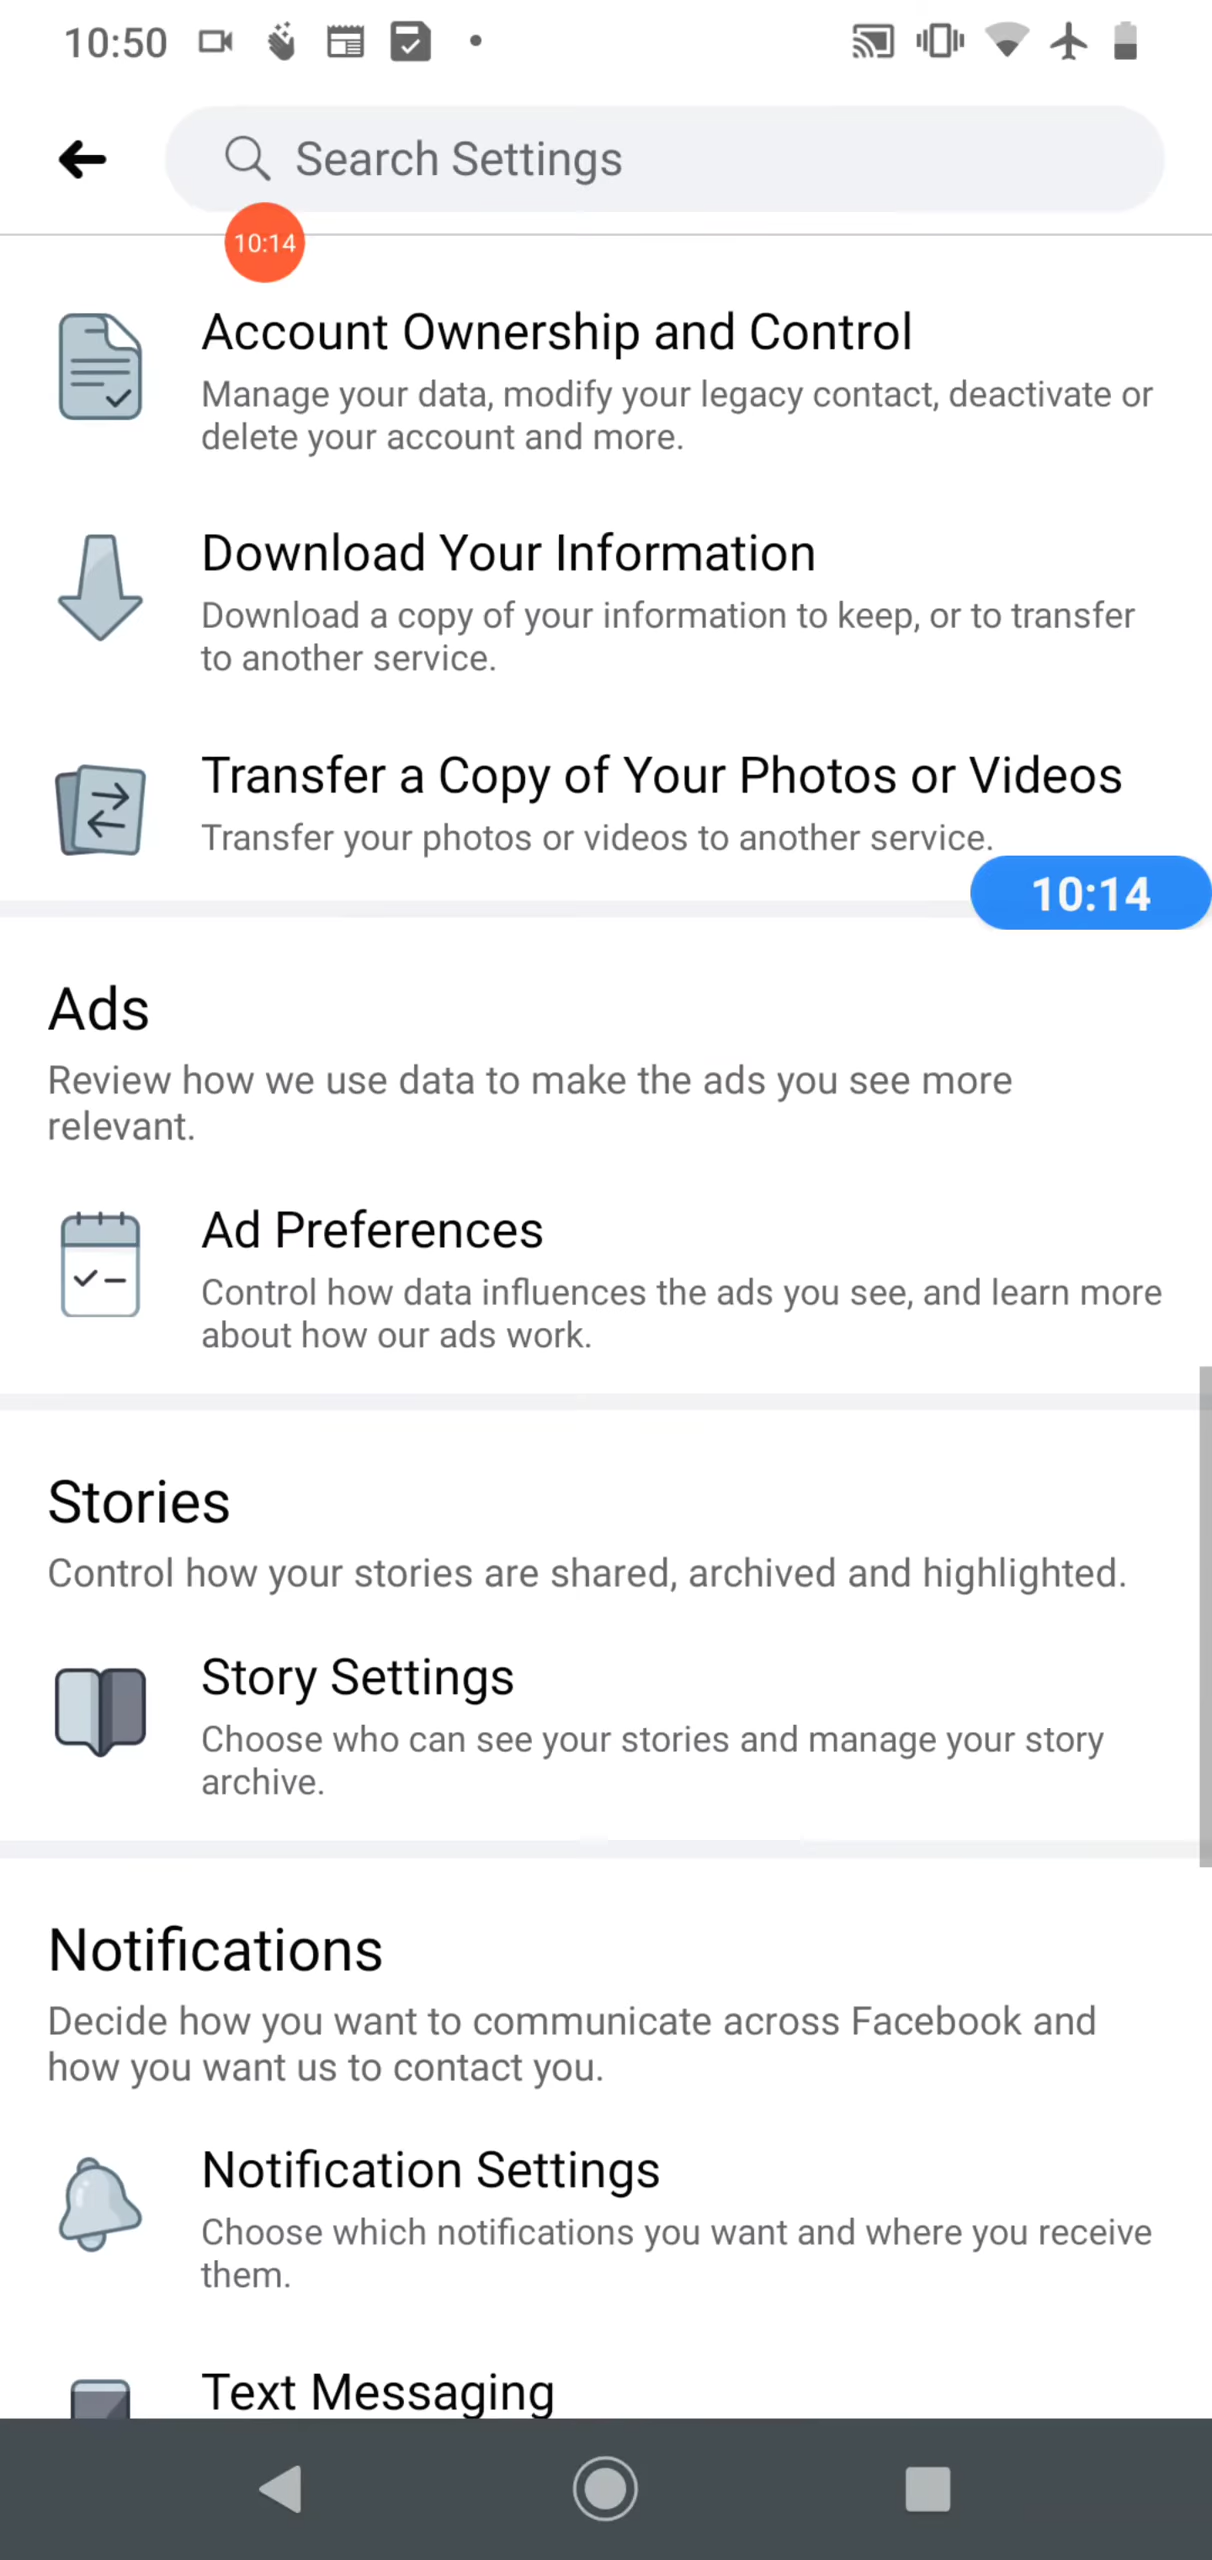 10:50
Search Settings
10:14
Account Ownership and Control
Manage your data, modify your legacy contact, deactivate or
delete your account and more.
Download Your Information
Download a copy of your information to keep, or to transfer
to another service.
Transfer a Copy of Your Photos or Videos
Transfer your photos or videos to another service.
10:14
Ads
Review how we use data to make the ads you see more
relevant.
Ad Preferences
Control how data influences the ads you see, and learn more
about how our ads work.
Stories
Control how your stories are shared, archived and highlighted.
Story Settings
Choose who can see your stories and manage your story
archive.
Notifications
Decide how you want to communicate across Facebook and
how you want us to contact you.
Notification Settings
Choose which notifications you want and where you receive
them.
Text Messaging